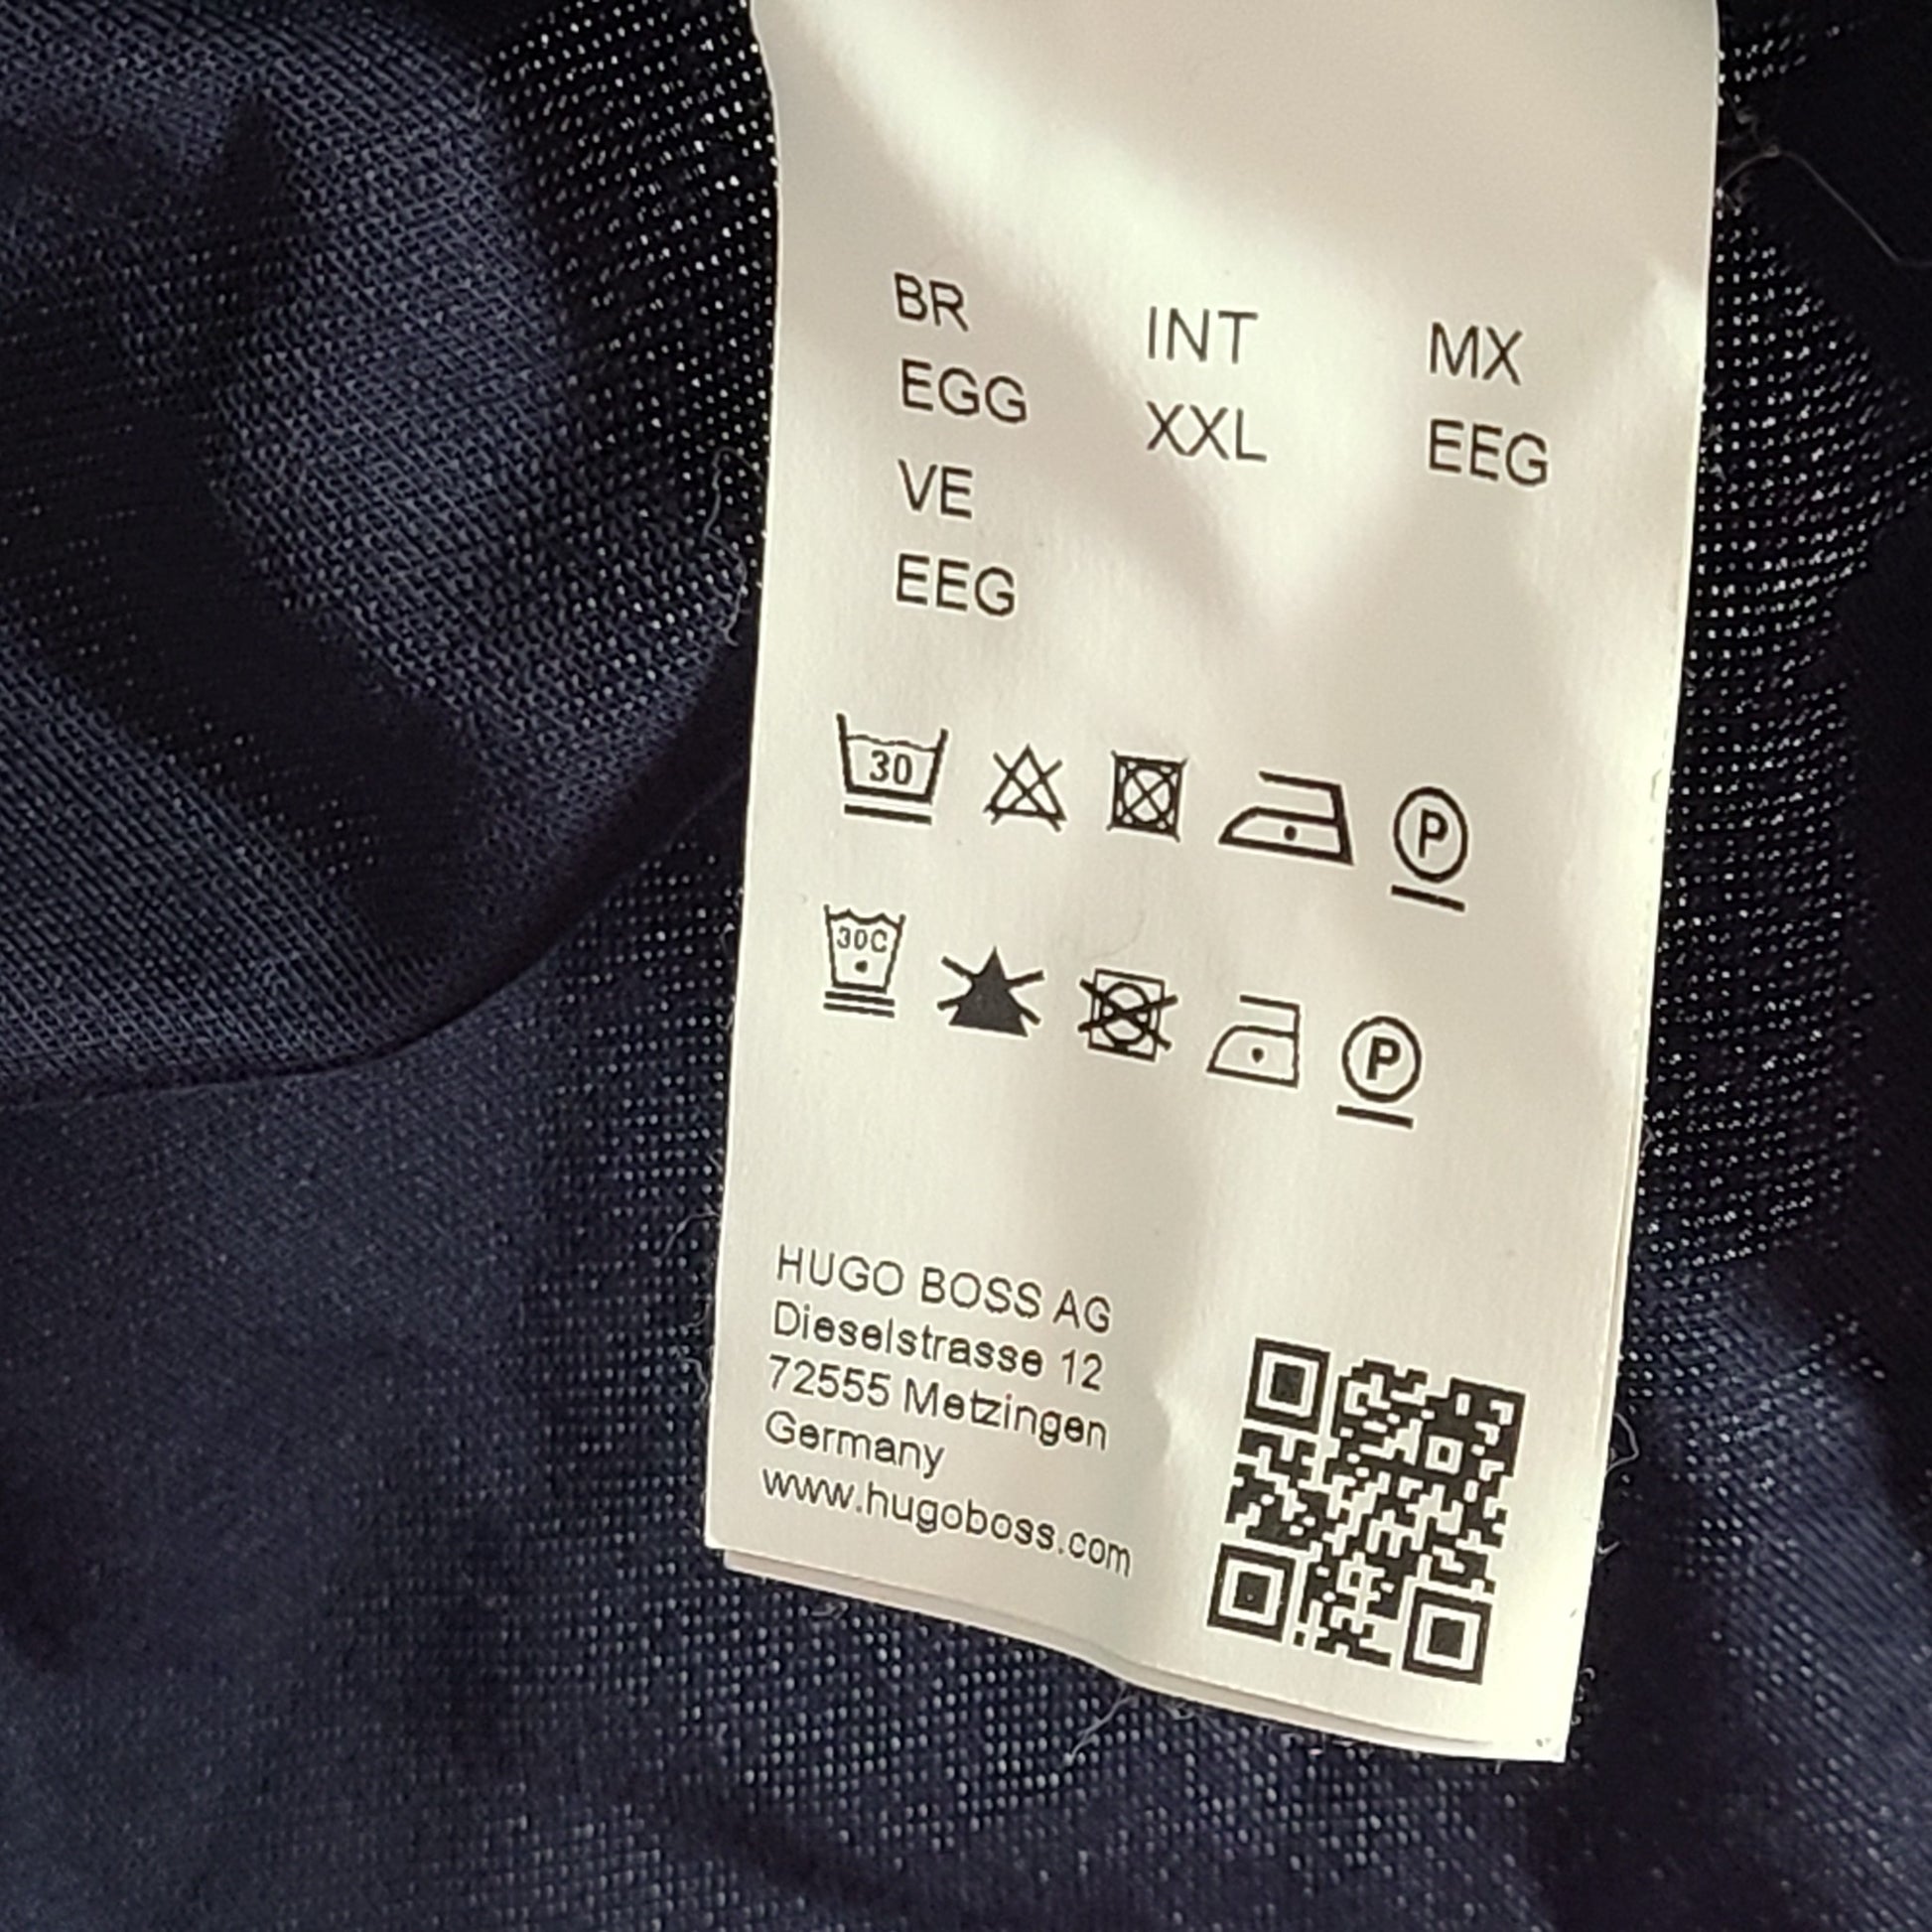 BR INT MX
EGG XXL EEG
VE
EEG
30 P
30C P
HUGO BOSS AG
Dieselstrasse 12
72555 Metzingen
Germany
www.hugoboss.com